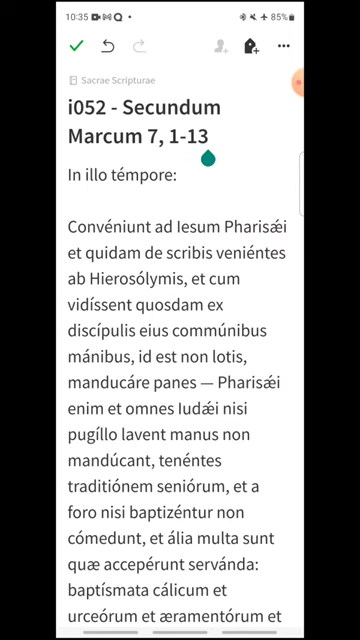 10:35
85%
Sacrae Scripturae
i052 - Secundum
Marcum 7, 1-13
In illo témpore:
Convéniunt ad Iesum Pharisǽi
et quidam de scribis veniéntes
ab Hierosólymis, et cum
vidíssent quosdam ex
discípulis eius commúnibus
mánibus, id est non lotis,
manducáre panes — Pharisǽi
enim et omnes Iudǽi nisi
pugíllo lavent manus non
mandúcant, tenéntes
traditiónem seniórum, et a
foro nisi baptizéntur non
cómedunt, et ália multa sunt
quæ accepérunt servánda:
baptísmata cálicum et
urceórum et æramentórum et